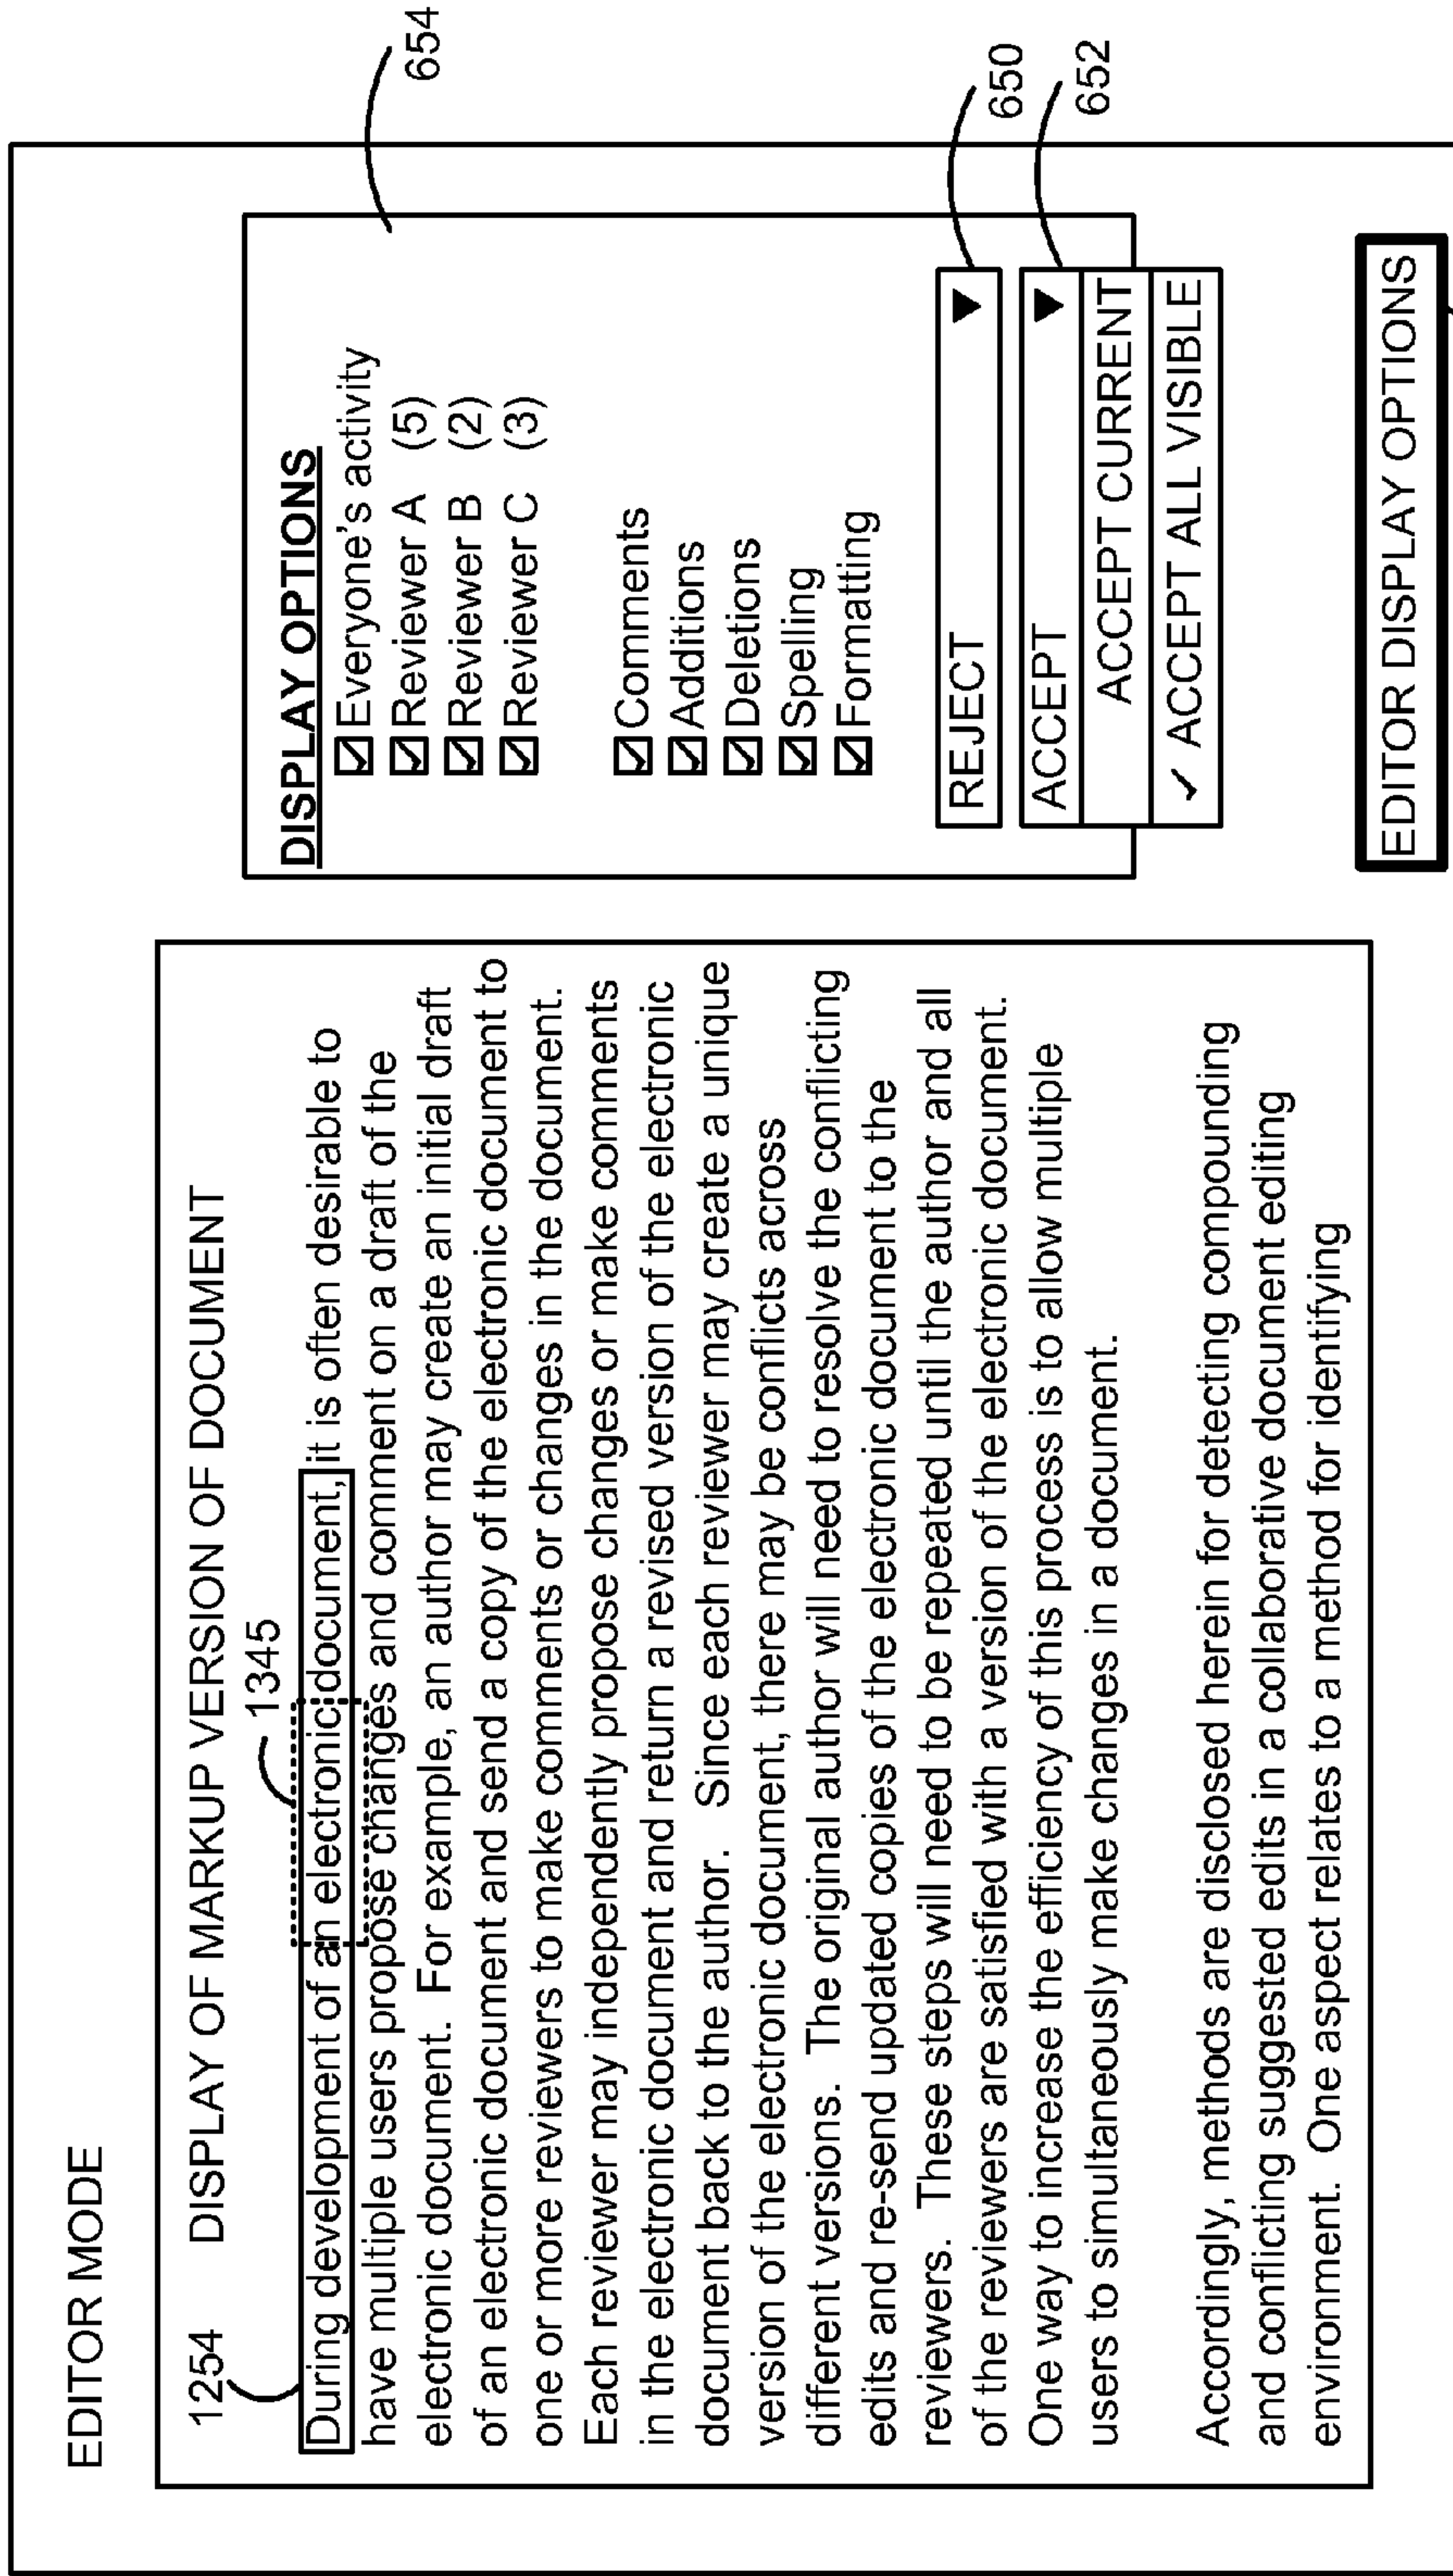 EDITOR MODE
1254 DISPLAY OF MARKUP VERSION OF DOCUMENT
1345
During development of an electronic document, it is often desirable to
have multiple users propose changes and comment on a draft of the
electronic document. For example, an author may create an initial draft
of an electronic document and send a copy of the electronic document to
one or more reviewers to make comments or changes in the document.
Each reviewer may independently propose changes or make comments
in the electronic document and return a revised version of the electronic
document back to the author. Since each reviewer may create a unique
version of the electronic document, there may be conflicts across
different versions. The original author will need to resolve the conflicting
edits and re-send updated copies of the electronic document to the
reviewers. These steps will need to be repeated until the author and all
of the reviewers are satisfied with a version of the electronic document.
One way to increase the efficiency of this process is to allow multiple
users to simultaneously make changes in a document.
Accordingly, methods are disclosed herein for detecting compounding
and conflicting suggested edits in a collaborative document editing
environment. One aspect relates to a method for identifying
DISPLAY OPTIONS
Everyone's activity
Reviewer A (5)
Reviewer B (2)
Reviewer C (3)
Comments
Additions
Deletions
Spelling
Formatting
REJECT ▼
ACCEPT ▼
ACCEPT CURRENT
✓ ACCEPT ALL VISIBLE
EDITOR DISPLAY OPTIONS
654
650
652